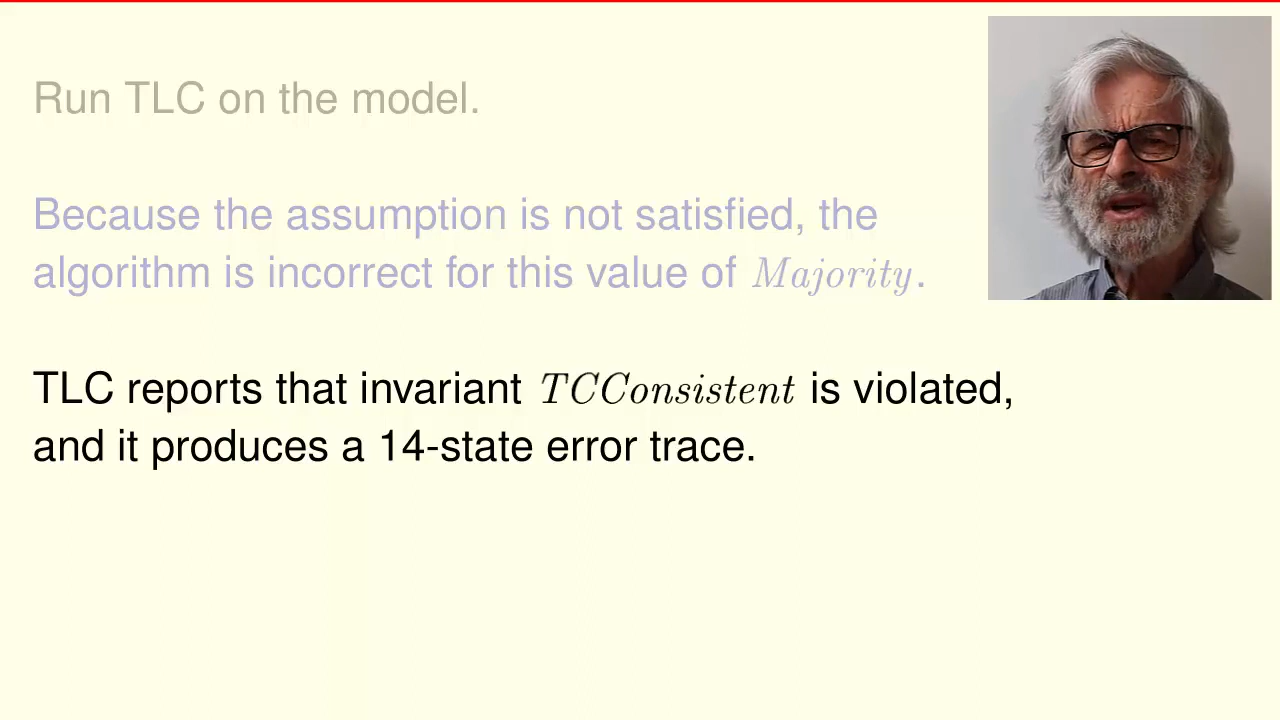 Run TLC on the model.
Because the assumption is not satisfied, the
algorithm is incorrect for this value of Majority.
TLC reports that invariant TCConsistent is violated,
and it produces a 14-state error trace.